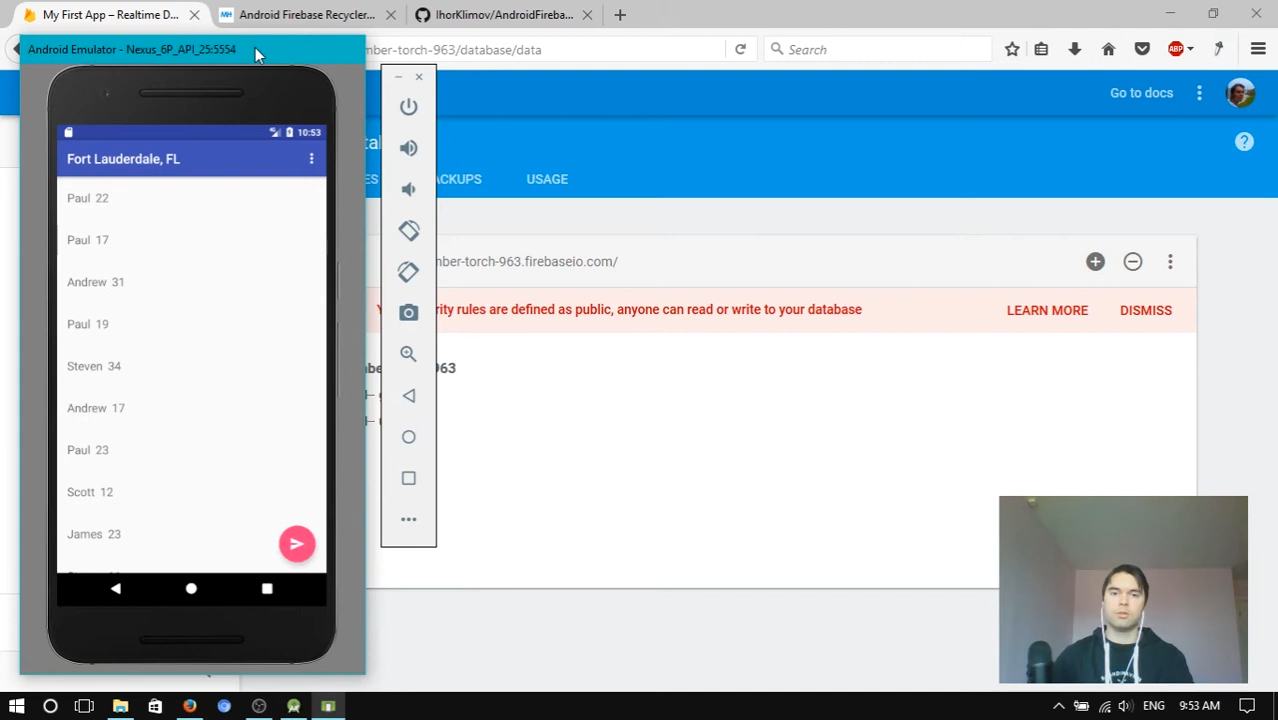 My First App – Realtime D...
Android Firebase Recycler...
IhorKlimov/AndroidFireba...
Android Emulator - Nexus_6P_API_25:5554
mber-torch-963/database/data
Search
ABP
Go to docs
BACKUPS
USAGE
10:53
Fort Lauderdale, FL
Paul 22
Paul 17
Andrew 31
Paul 19
Steven 34
Andrew 17
Paul 23
Scott 12
James 23
mber-torch-963.firebaseio.com/
rity rules are defined as public, anyone can read or write to your database
LEARN MORE
DISMISS
963
ENG
9:53 AM